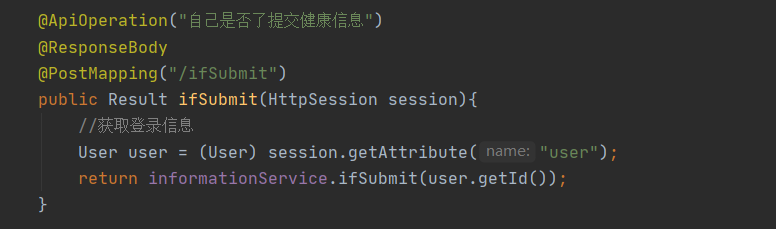 @ApiOperation("自己是否了提交健康信息")
@ResponseBody
@PostMapping("/ifSubmit")
public Result ifSubmit(HttpSession session){
//获取登录信息
User user = (User) session.getAttribute( name: "user");
return informationService.ifSubmit(user.getId());
}